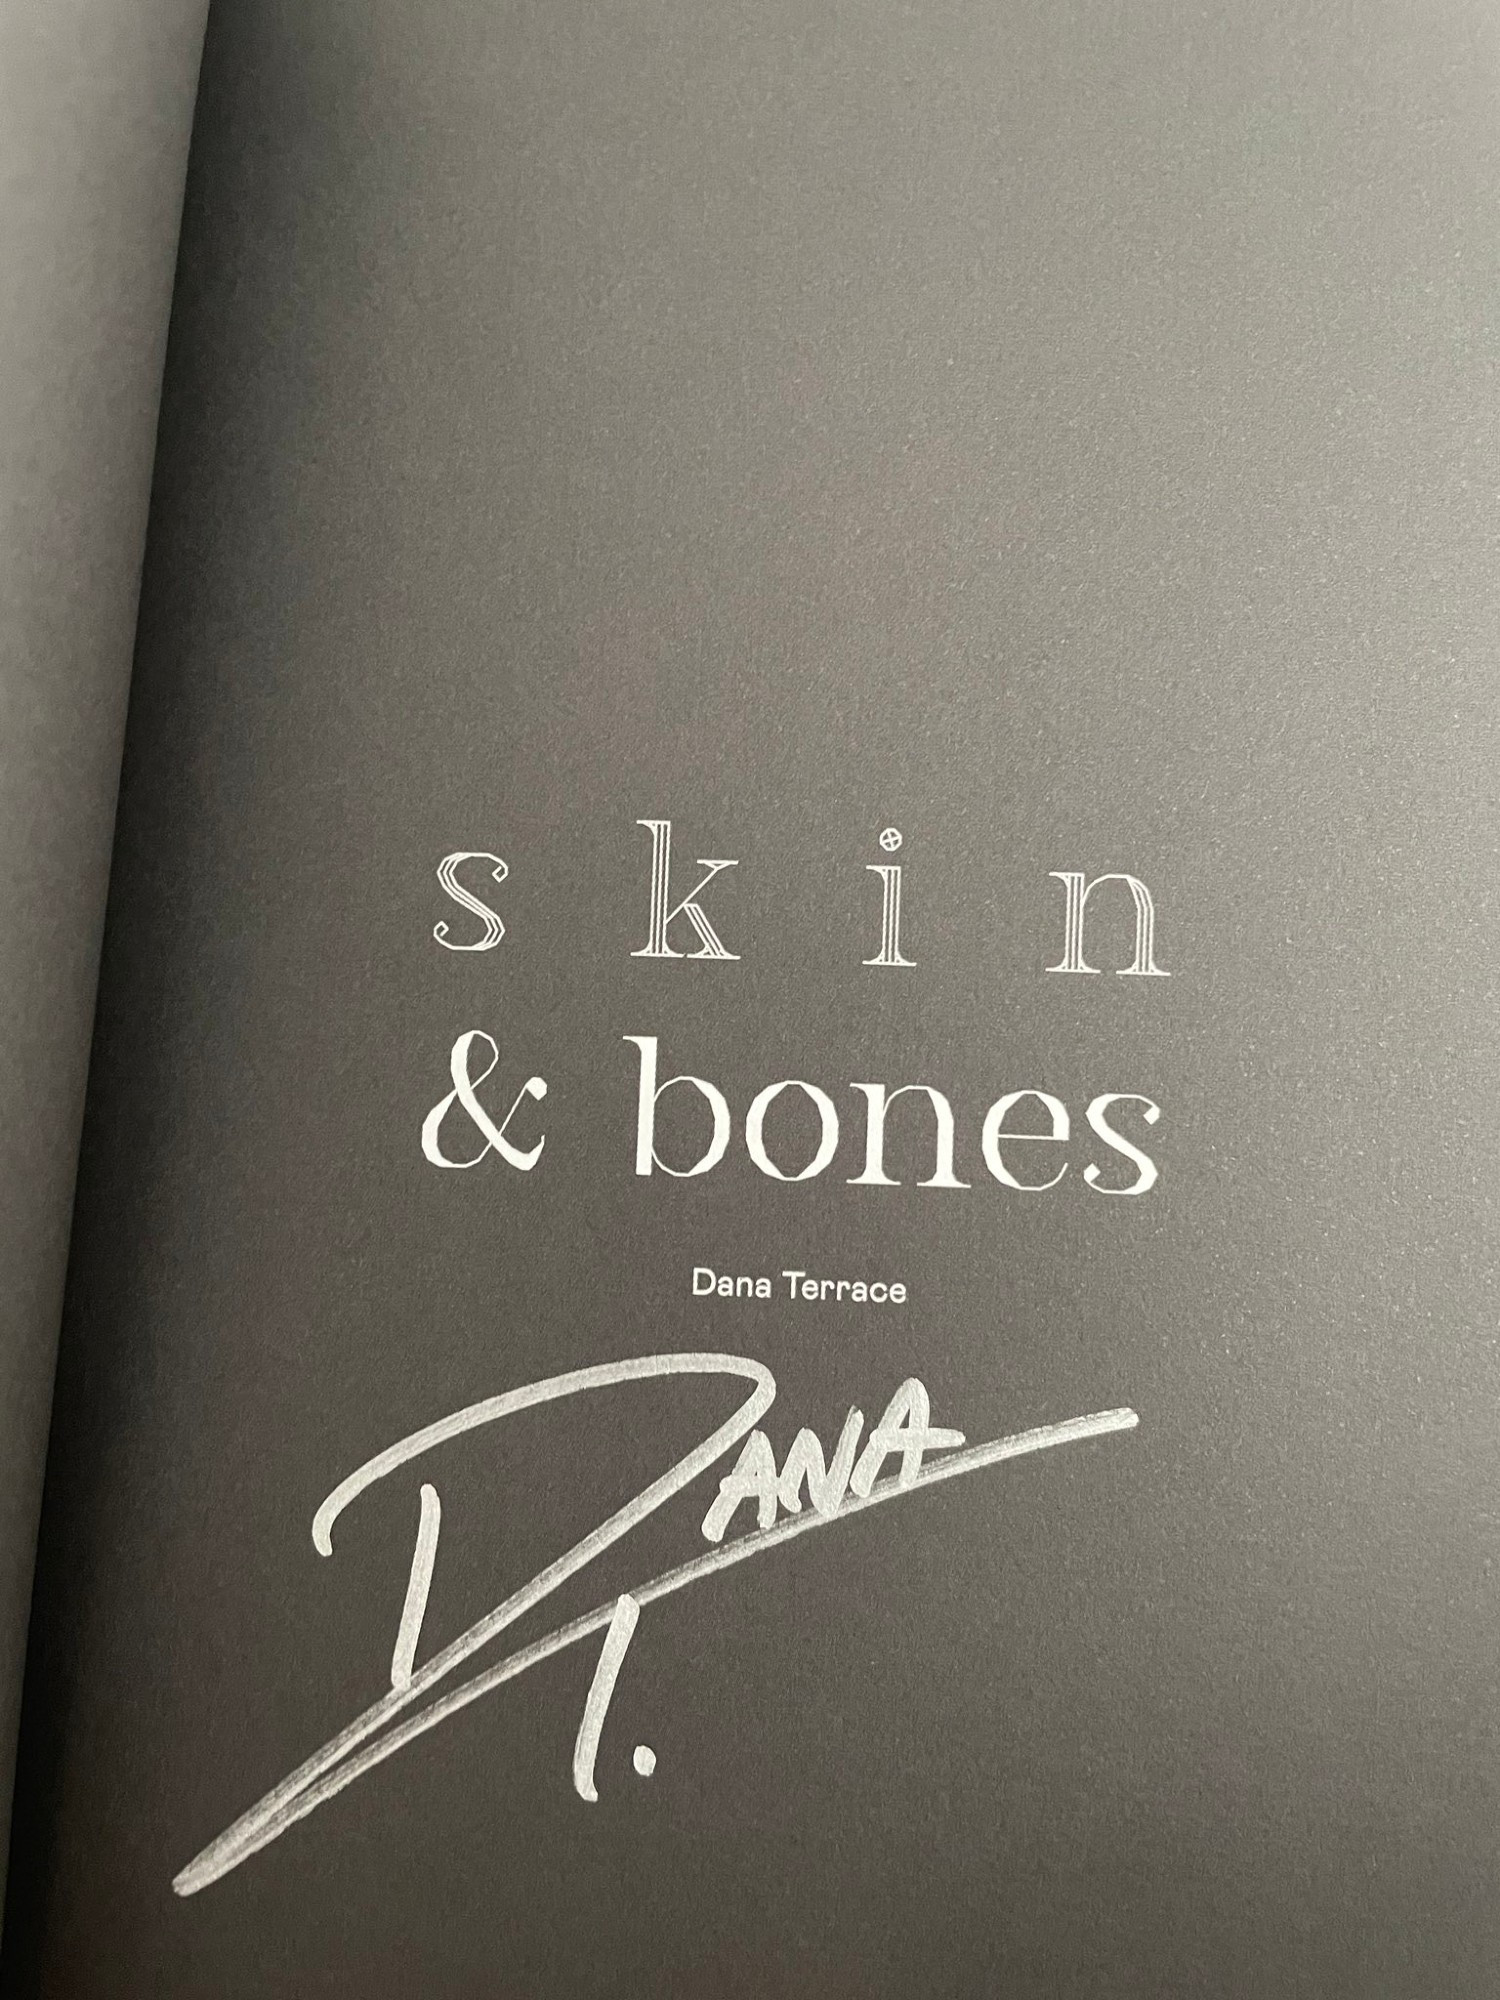 skin
& bones
Dana Terrace
DANA
T.